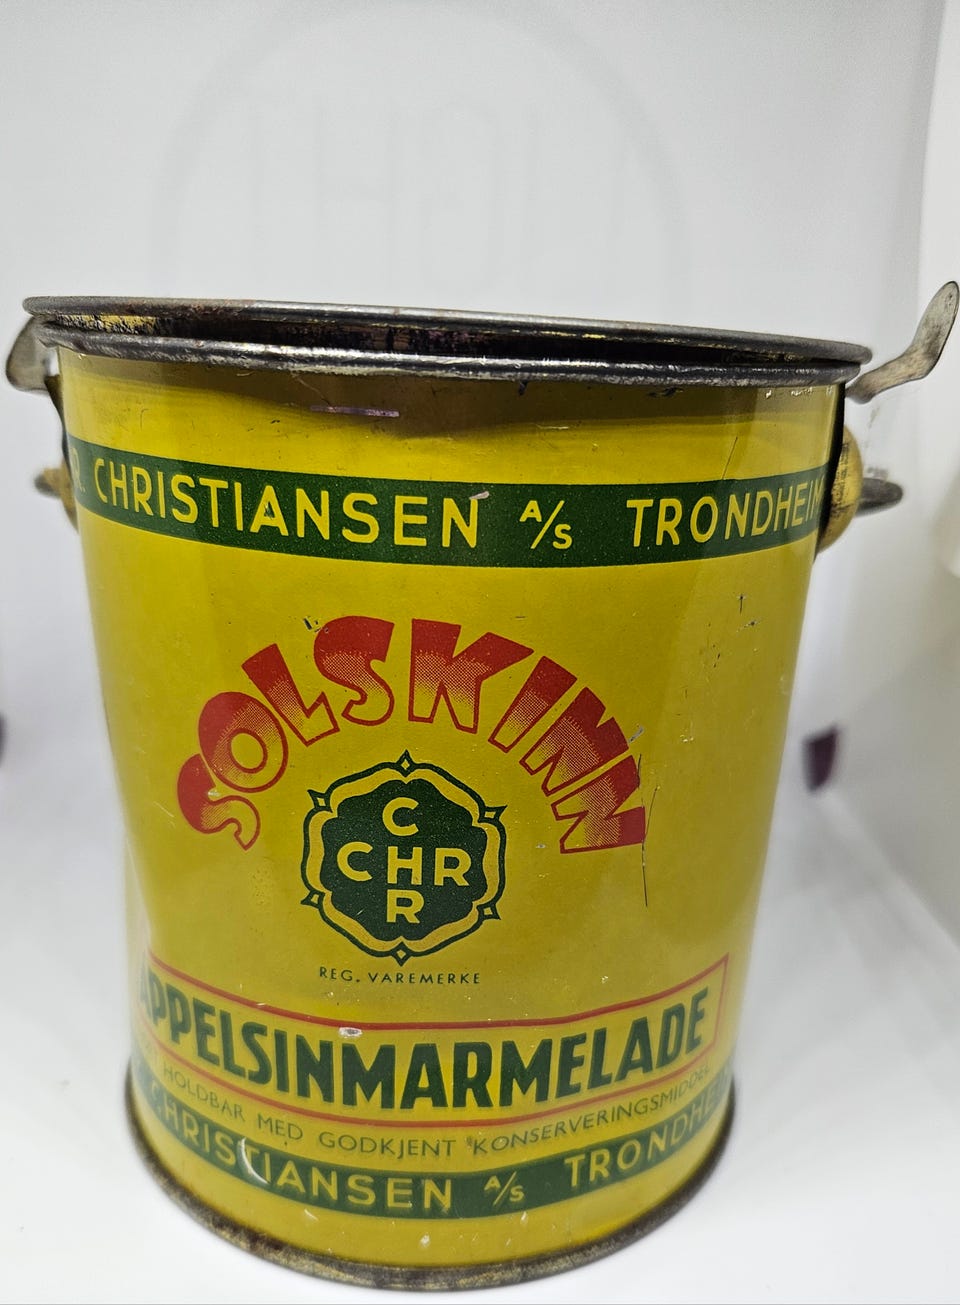 R. CHRISTIANSEN A/S TRONDHEIM
SOLSKINN
C
CHR
R
REG. VAREMERKE
APPELSINMARMELADE
HOLDBAR MED GODKJENT KONSERVERINGSMIDDEL
CHRISTIANSEN A/S TRONDHEIM